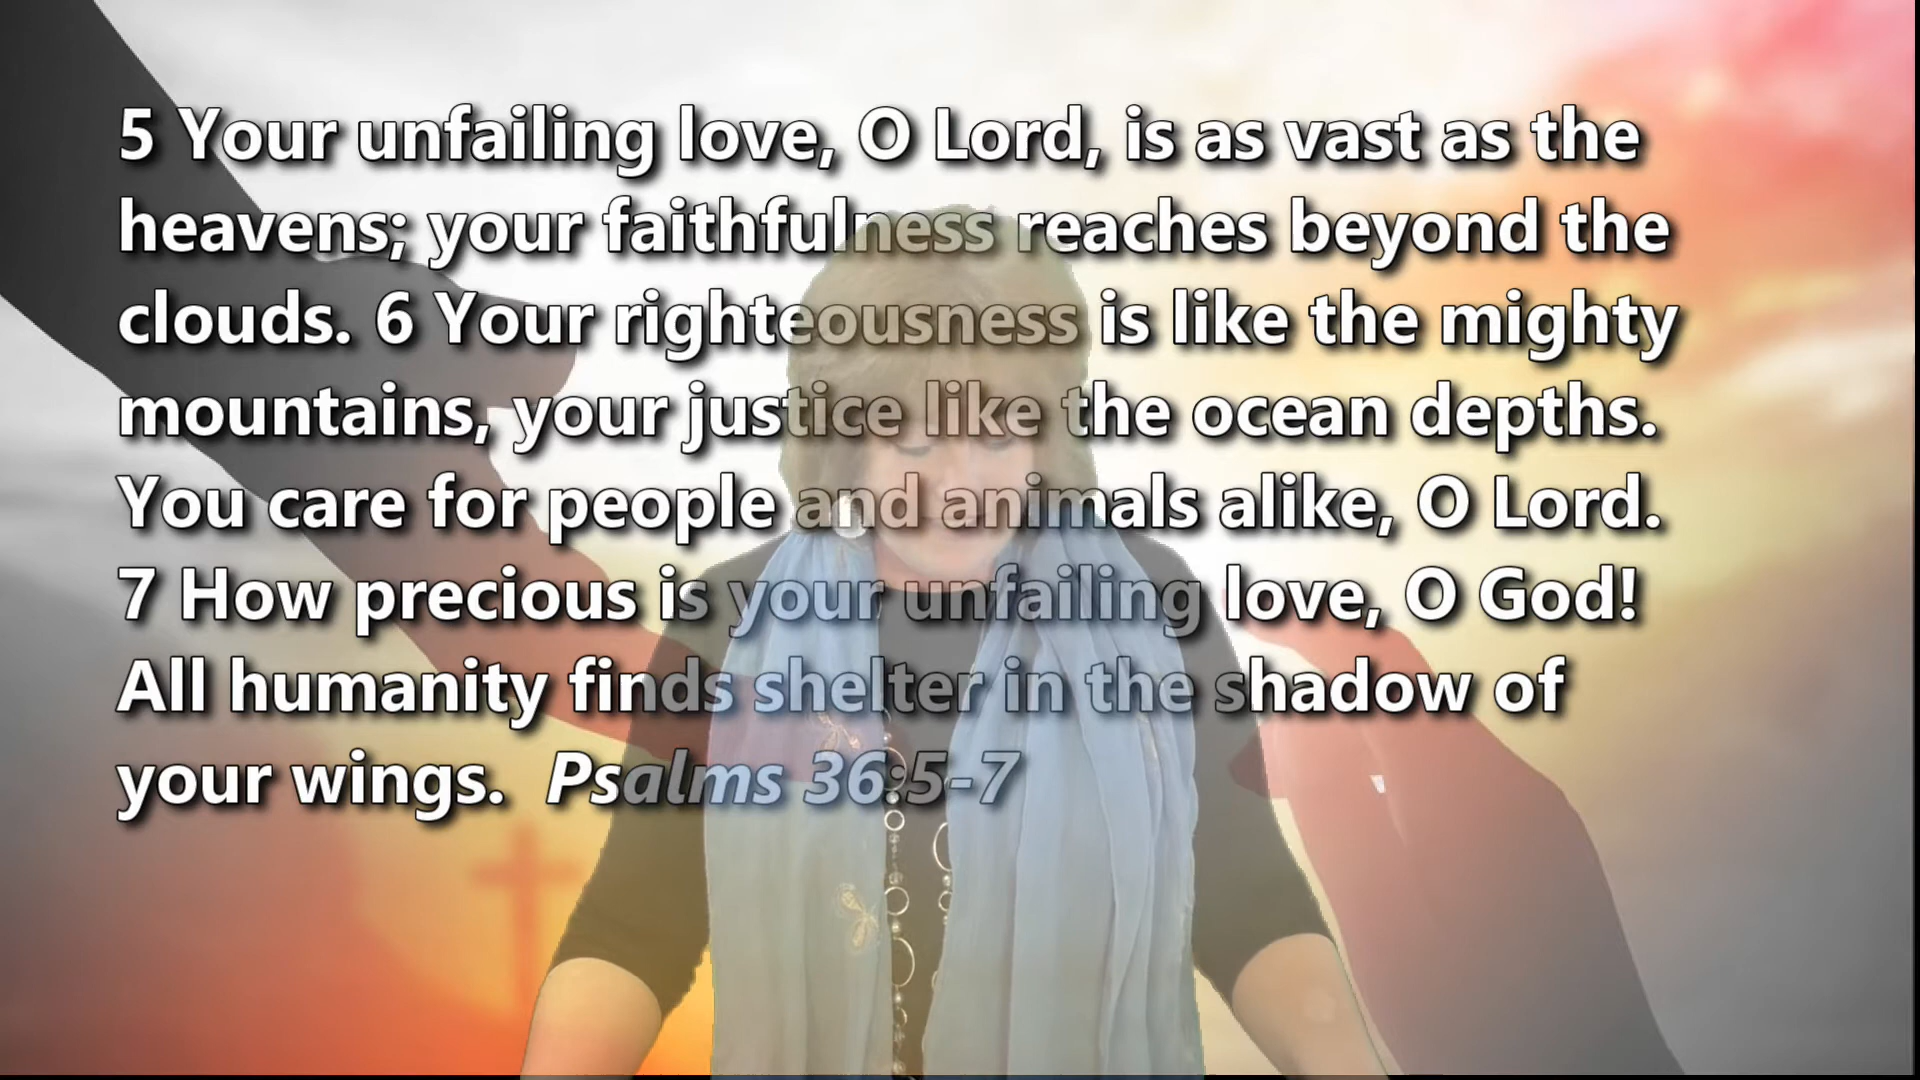 5 Your unfailing love, O Lord, is as vast as the
heavens; your faithfulness reaches beyond the
clouds. 6 Your righteousness is like the mighty
mountains, your justice like the ocean depths.
You care for people and animals alike, O Lord.
7 How precious is your unfailing love, O God!
All humanity finds shelter in the shadow of
your wings. Psalms 36:5-7